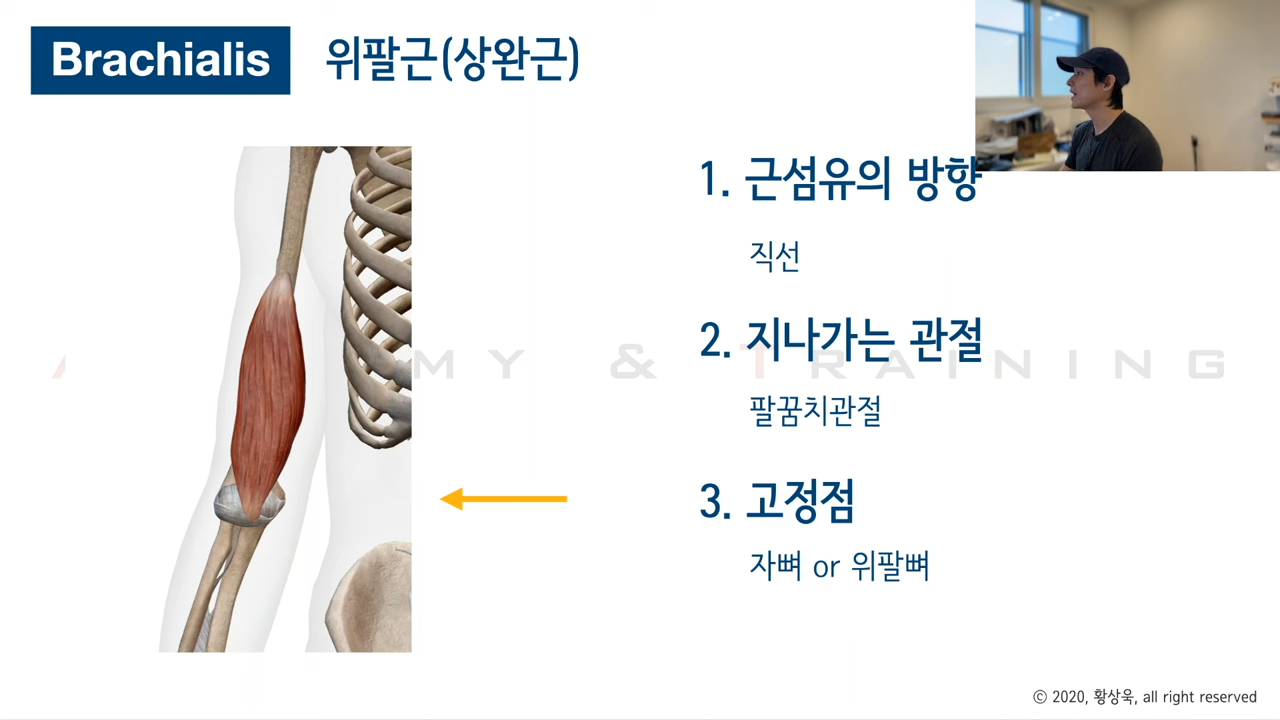 Brachialis
위팔근(상완근)
1. 근섬유의 방향
직선
2. 지나가는 관절
MY & TRAINING
팔꿈치관절
3. 고정점
자뼈 or 위팔뼈
© 2020, 황상욱, all right reserved